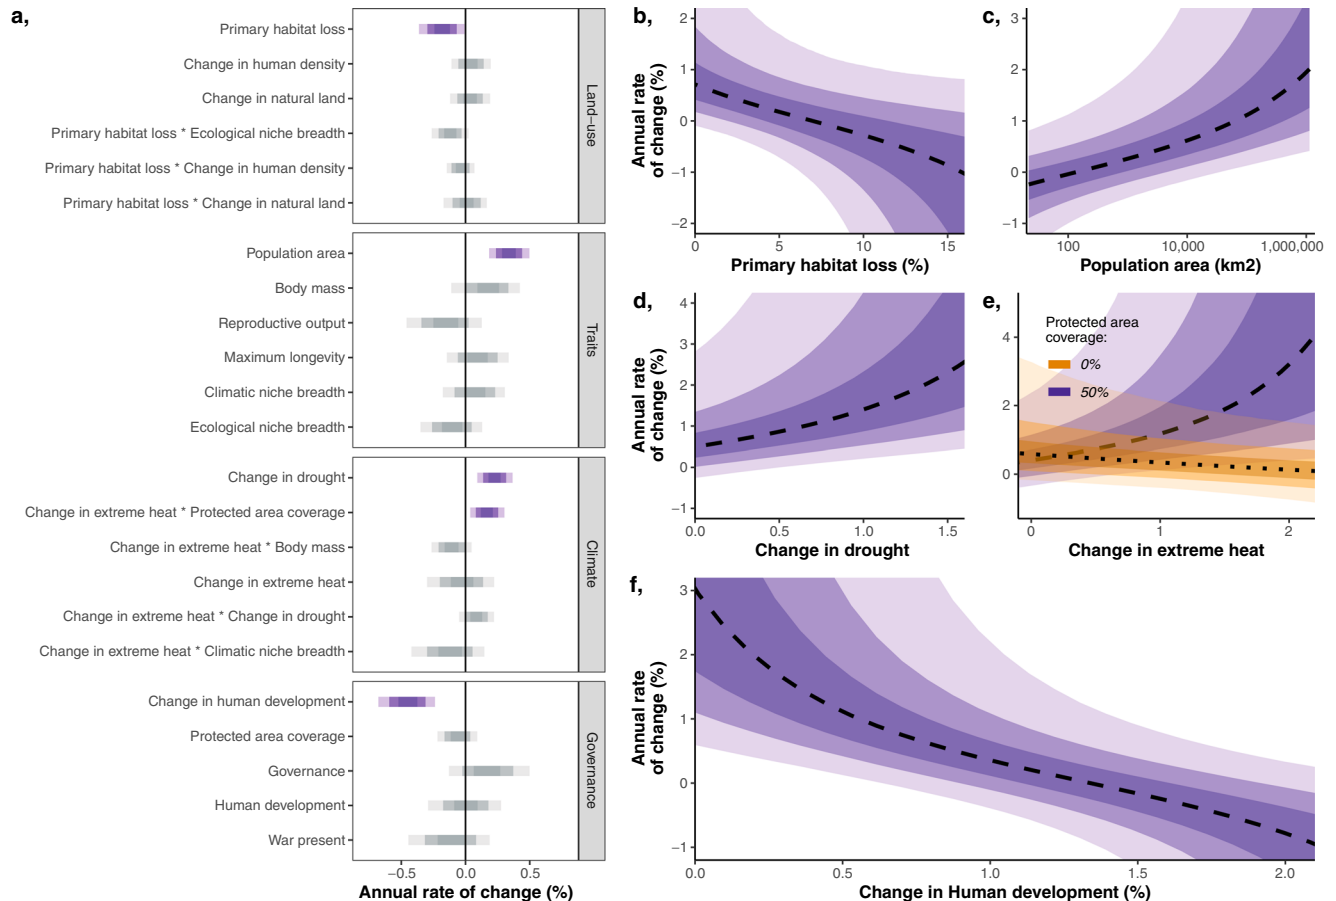 a,
Primary habitat loss
Change in human density
Change in natural land
Primary habitat loss * Ecological niche breadth
Primary habitat loss * Change in human density
Primary habitat loss * Change in natural land
Land−use
Population area
Body mass
Reproductive output
Maximum longevity
Climatic niche breadth
Ecological niche breadth
Traits
Change in drought
Change in extreme heat * Protected area coverage
Change in extreme heat * Body mass
Change in extreme heat
Change in extreme heat * Change in drought
Change in extreme heat * Climatic niche breadth
Climate
Change in human development
Protected area coverage
Governance
Human development
War present
Governance
−0.5 0.0 0.5
Annual rate of change (%)
b,
Annual rate
of change (%)
2
1
0
−1
−2
0 5 10 15
Primary habitat loss (%)
c,
3
2
1
0
−1
100 10,000 1,000,000
Population area (km2)
d,
Annual rate
of change (%)
4
3
2
1
0
−1
0.0 0.5 1.0 1.5
Change in drought
e,
Protected area
coverage:
0%
50%
4
2
0
0 1 2
Change in extreme heat
f,
Annual rate
of change (%)
3
2
1
0
−1
0.0 0.5 1.0 1.5 2.0
Change in Human development (%)